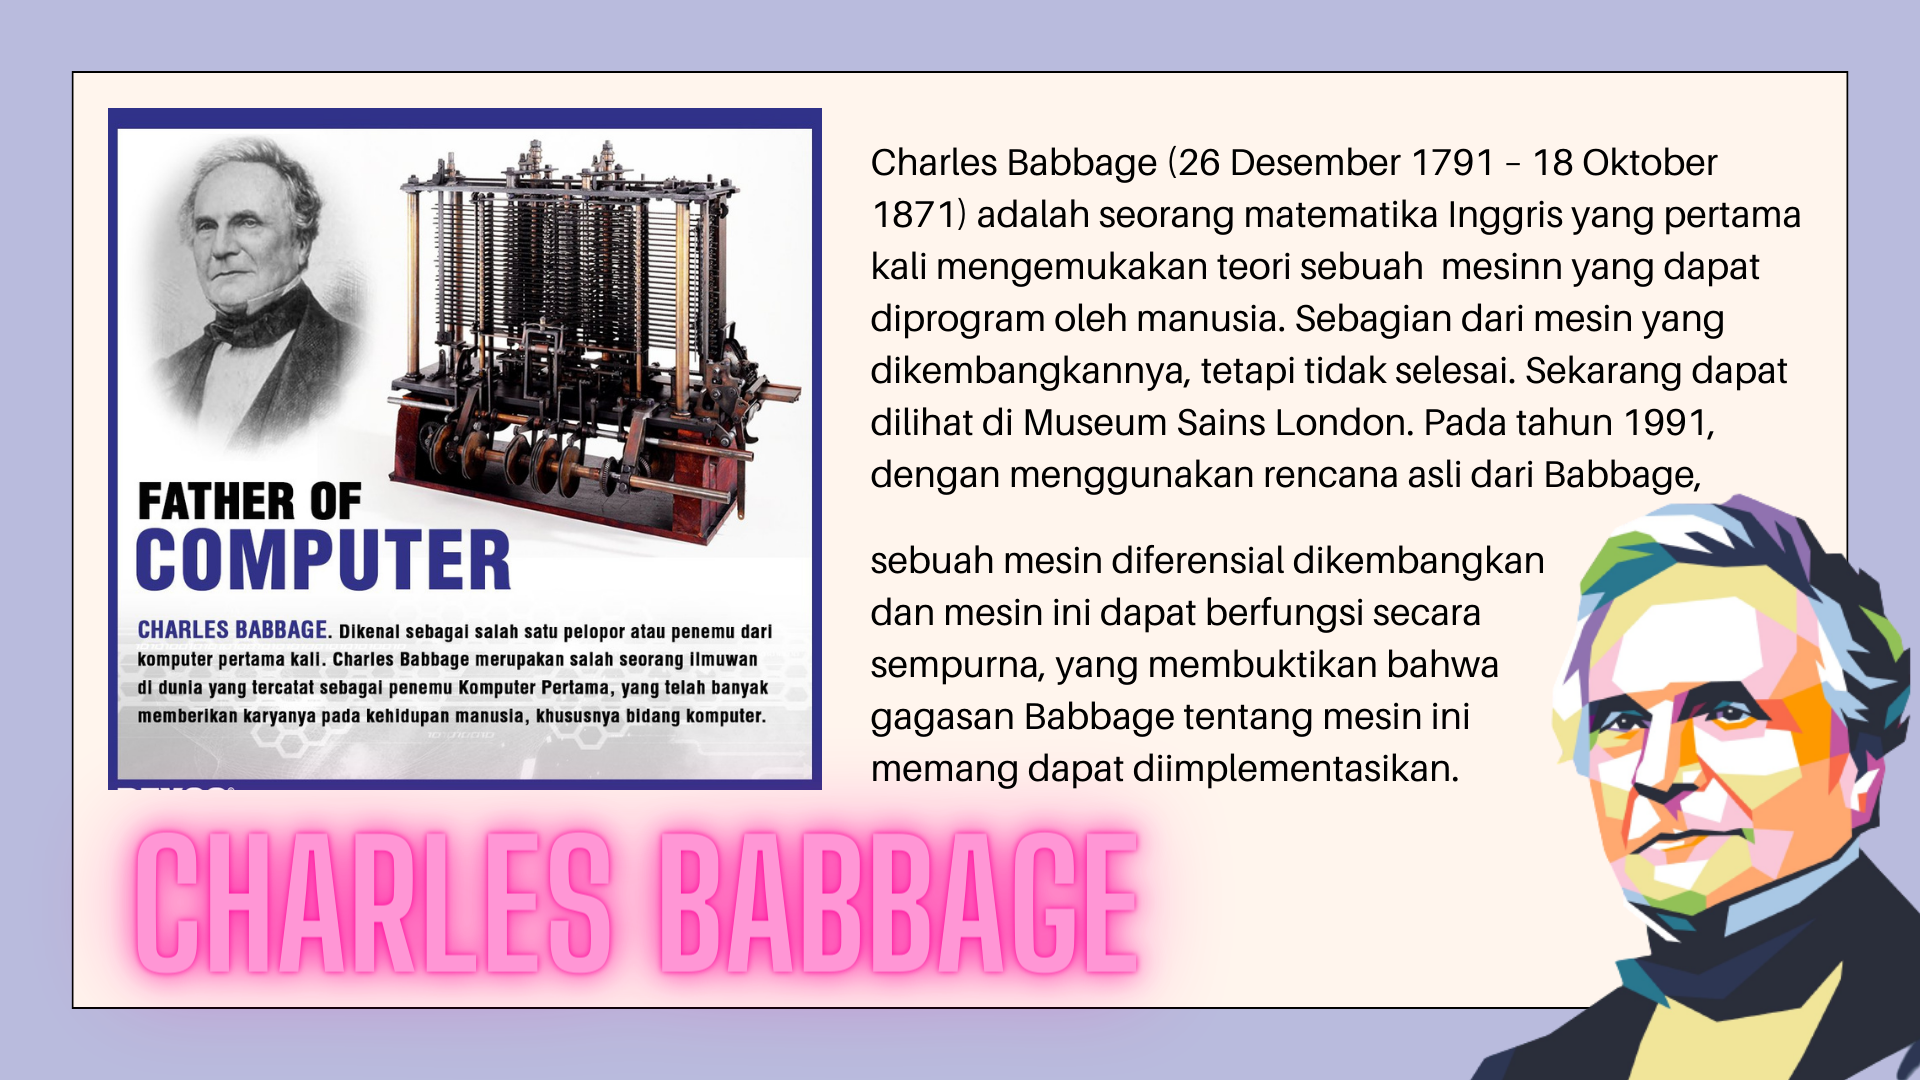 FATHER OF
COMPUTER
CHARLES BABBAGE. Dikenal sebagai salah satu pelopor atau penemu dari
komputer pertama kali. Charles Babbage merupakan salah seorang ilmuwan
di dunia yang tercatat sebagai penemu Komputer Pertama, yang telah banyak
memberikan karyanya pada kehidupan manusia, khususnya bidang komputer.
Charles Babbage (26 Desember 1791 – 18 Oktober
1871) adalah seorang matematika Inggris yang pertama
kali mengemukakan teori sebuah  mesinn yang dapat
diprogram oleh manusia. Sebagian dari mesin yang
dikembangkannya, tetapi tidak selesai. Sekarang dapat
dilihat di Museum Sains London. Pada tahun 1991,
dengan menggunakan rencana asli dari Babbage,
sebuah mesin diferensial dikembangkan
dan mesin ini dapat berfungsi secara
sempurna, yang membuktikan bahwa
gagasan Babbage tentang mesin ini
memang dapat diimplementasikan.
CHARLES BABBAGE